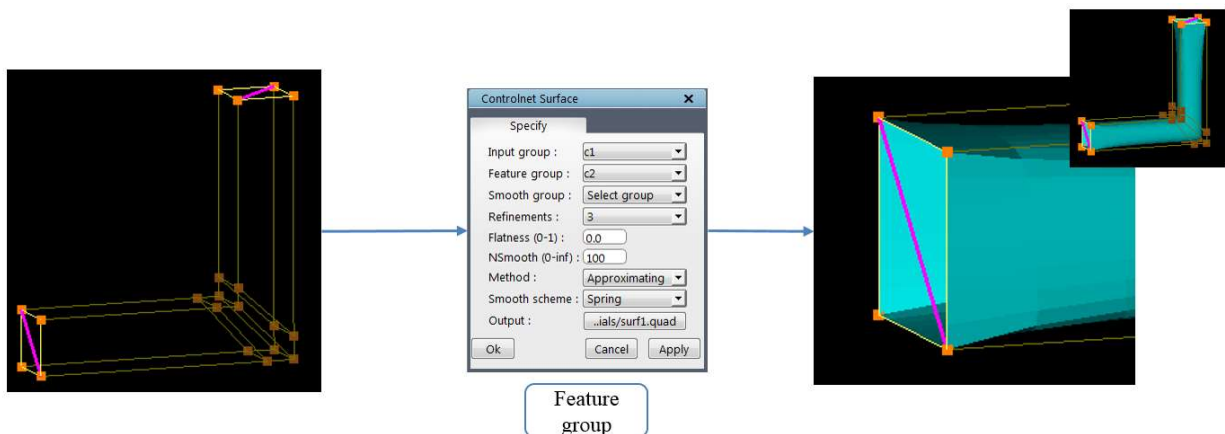 Controlnet Surface X
Specify
Input group : c1
Feature group : c2
Smooth group : Select group
Refinements : 3
Flatness (0-1) : 0.0
NSmooth (0-inf) : 100
Method : Approximating
Smooth scheme : Spring
Output : ..ials/surf1.quad
Ok Cancel Apply
Feature
group